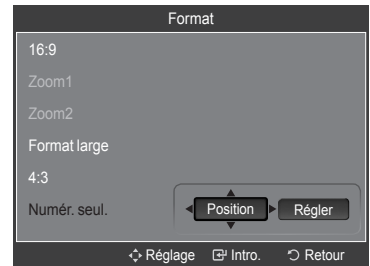 Format
16:9
Zoom1
Zoom2
Format large
4:3
Numér. seul.
Position Régler
Réglage Intro. Retour